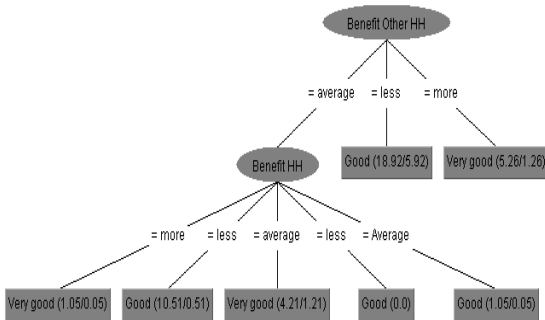 Benefit Other HH
= average = less = more
Benefit HH Good (18.92/5.92) Very good (5.26/1.26)
= more = less = average = less = Average
Very good (1.05/0.05) Good (10.51/0.51) Very good (4.21/1.21) Good (0.0) Good (1.05/0.05)